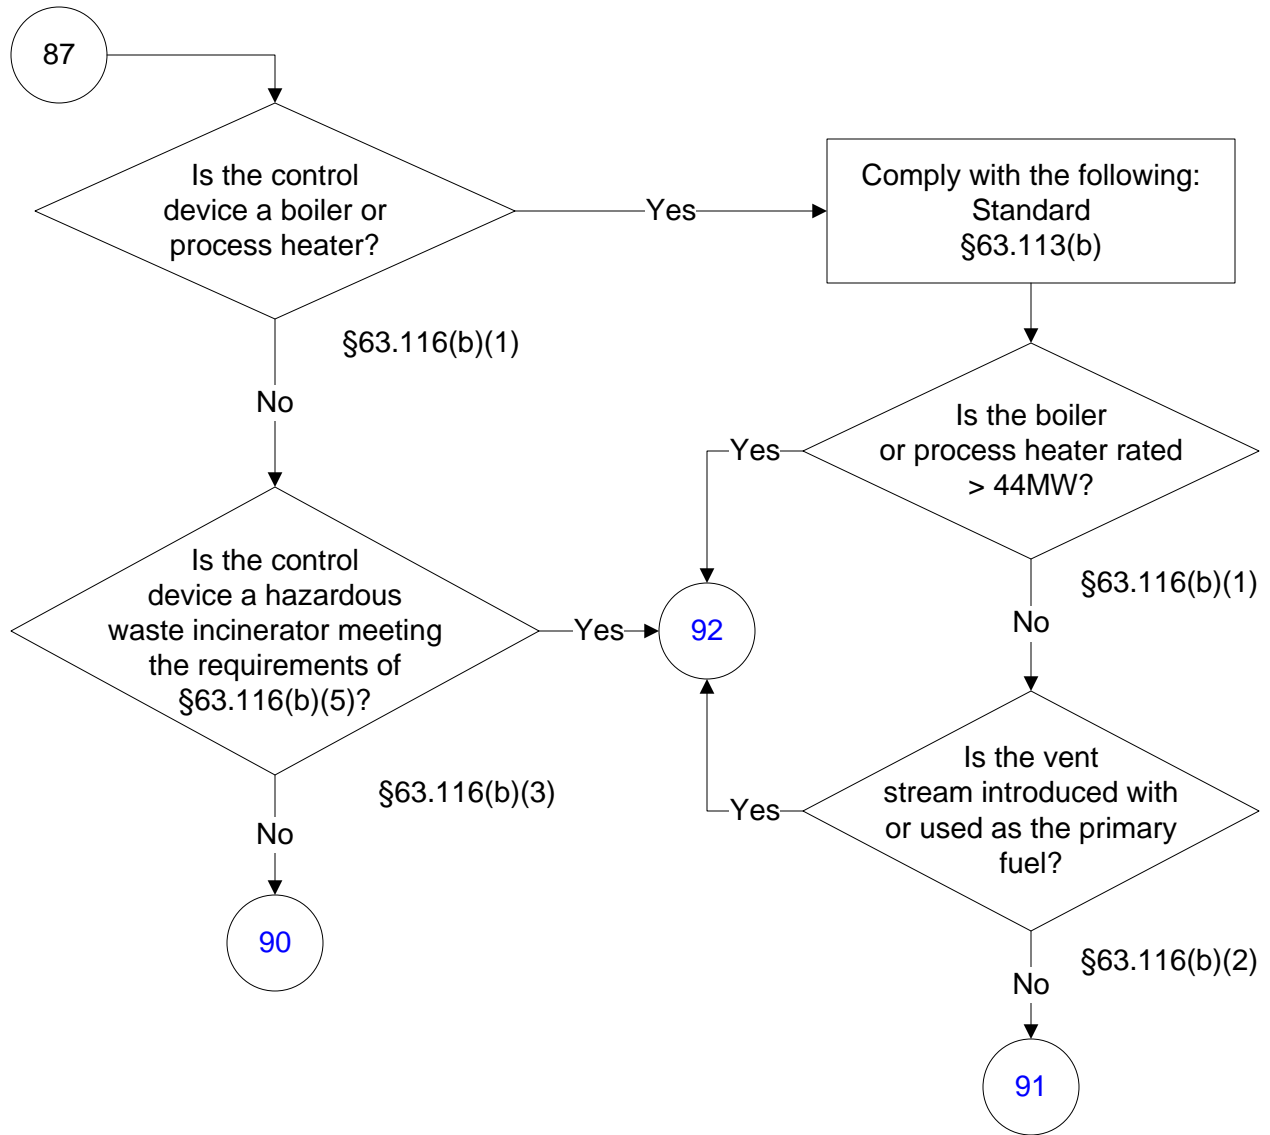 87
Is the control
device a boiler or
process heater?
Yes
Comply with the following:
Standard
§63.113(b)
§63.116(b)(1)
No
Is the boiler
or process heater rated
> 44MW?
Yes
§63.116(b)(1)
No
Is the control
device a hazardous
waste incinerator meeting
the requirements of
§63.116(b)(5)?
Yes
92
§63.116(b)(3)
No
90
Is the vent
stream introduced with
or used as the primary
fuel?
Yes
§63.116(b)(2)
No
91